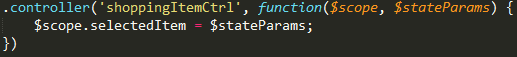 .controller('shoppingItemCtrl', function($scope, $stateParams) {
    $scope.selectedItem = $stateParams;
})